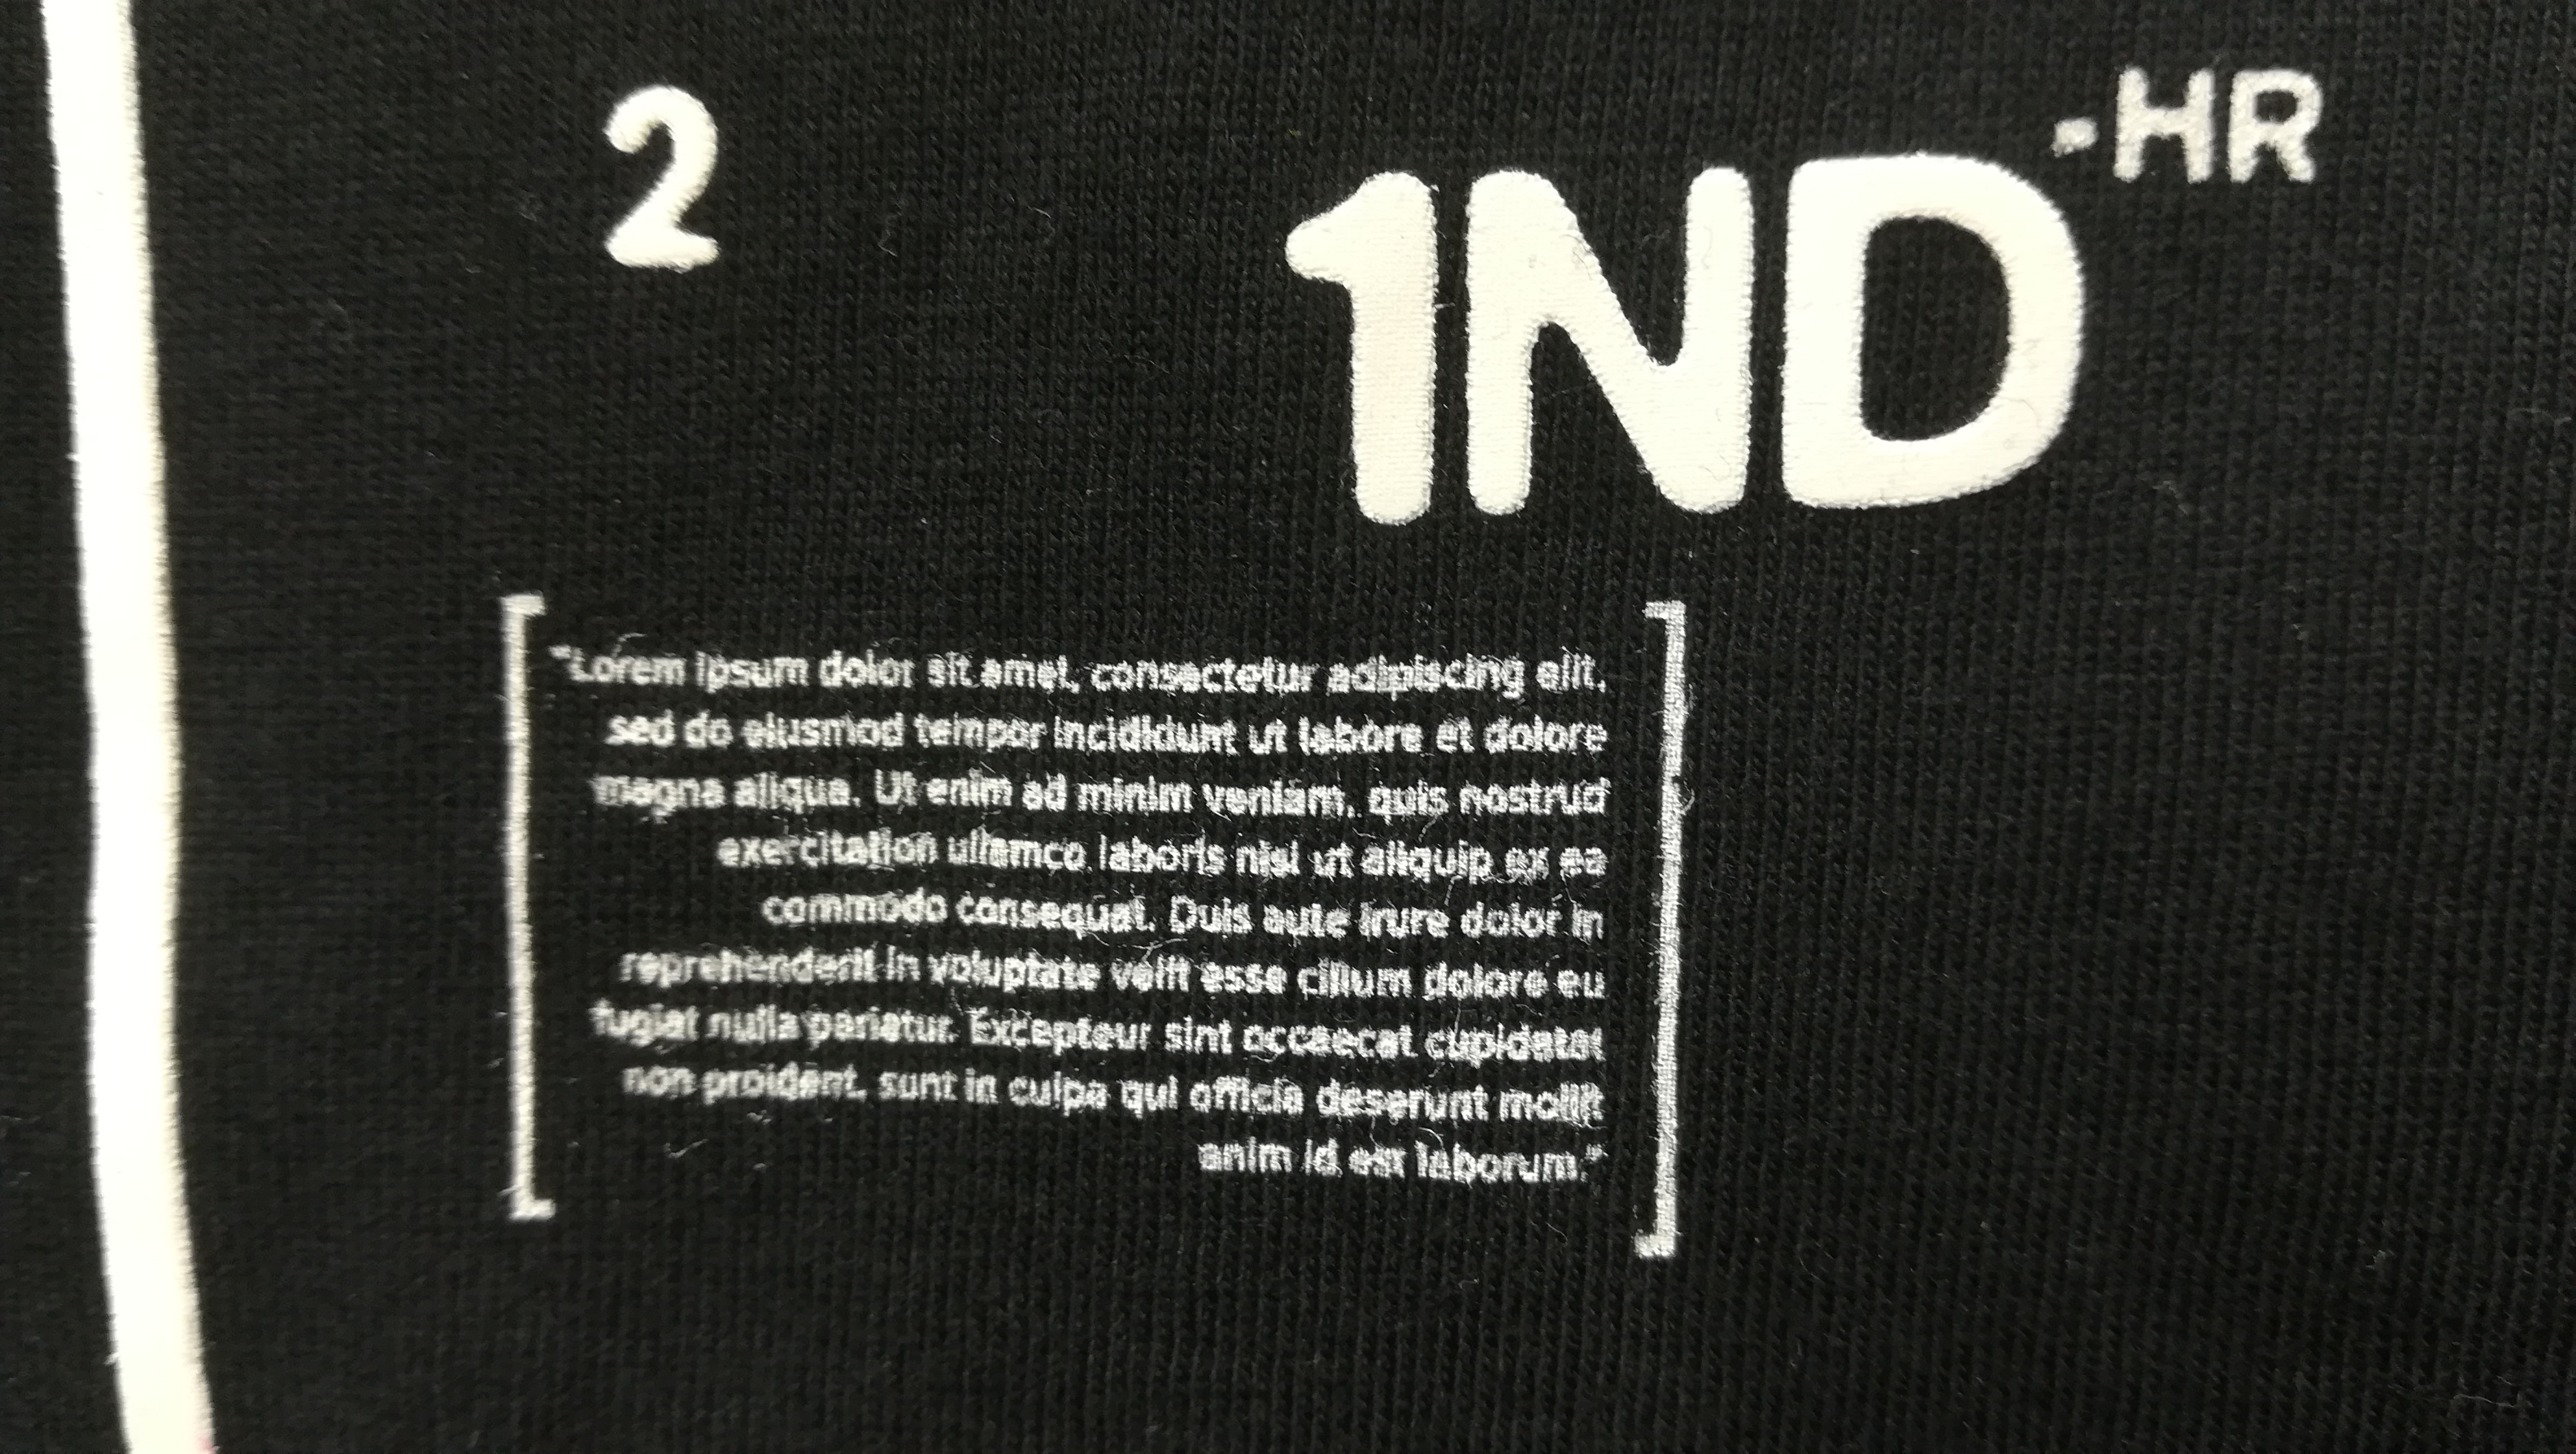 2
1ND
-HR
"Lorem ipsum dolor sit amet, consectetur adipiscing elit,
sed do eiusmod tempor incididunt ut labore et dolore
magna aliqua. Ut enim ad minim veniam, quis nostrud
exercitation ullamco laboris nisi ut aliquip ex ea
commodo consequat. Duis aute irure dolor in
reprehenderit in voluptate velit esse cillum dolore eu
fugiat nulla pariatur. Excepteur sint occaecat cupidatat
non proident, sunt in culpa qui officia deserunt mollit
anim id est laborum."